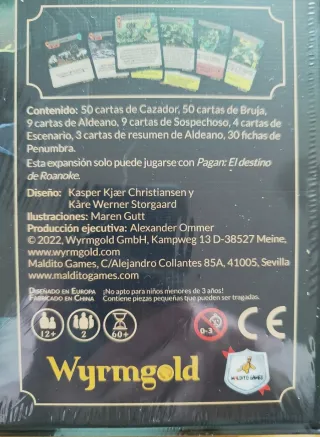 Contenido: 50 cartas de Cazador, 50 cartas de Bruja,
9 cartas de Aldeano, 9 cartas de Sospechoso, 4 cartas de
Escenario, 3 cartas de resumen de Aldeano, 30 fichas de
Penumbra.
Esta expansión solo puede jugarse con Pagan: El destino
de Roanoke.
Diseño: Kasper Kjær Christiansen y
Kåre Werner Storgaard
Ilustraciones: Maren Gutt
Producción ejecutiva: Alexander Ommer
© 2022, Wyrmgold GmbH, Kampweg 13 D-38527 Meine,
www.wyrmgold.com
Maldito Games, C/Alejandro Collantes 85A, 41005, Sevilla
www.malditogames.com
Diseñado en Europa ¡No apto para niños menores de 3 años!
Fabricado en China Contiene piezas pequeñas que pueden ser tragadas.
12+ 2 60+ 0-3 CE
Wyrmgold
MALDITO GAMES